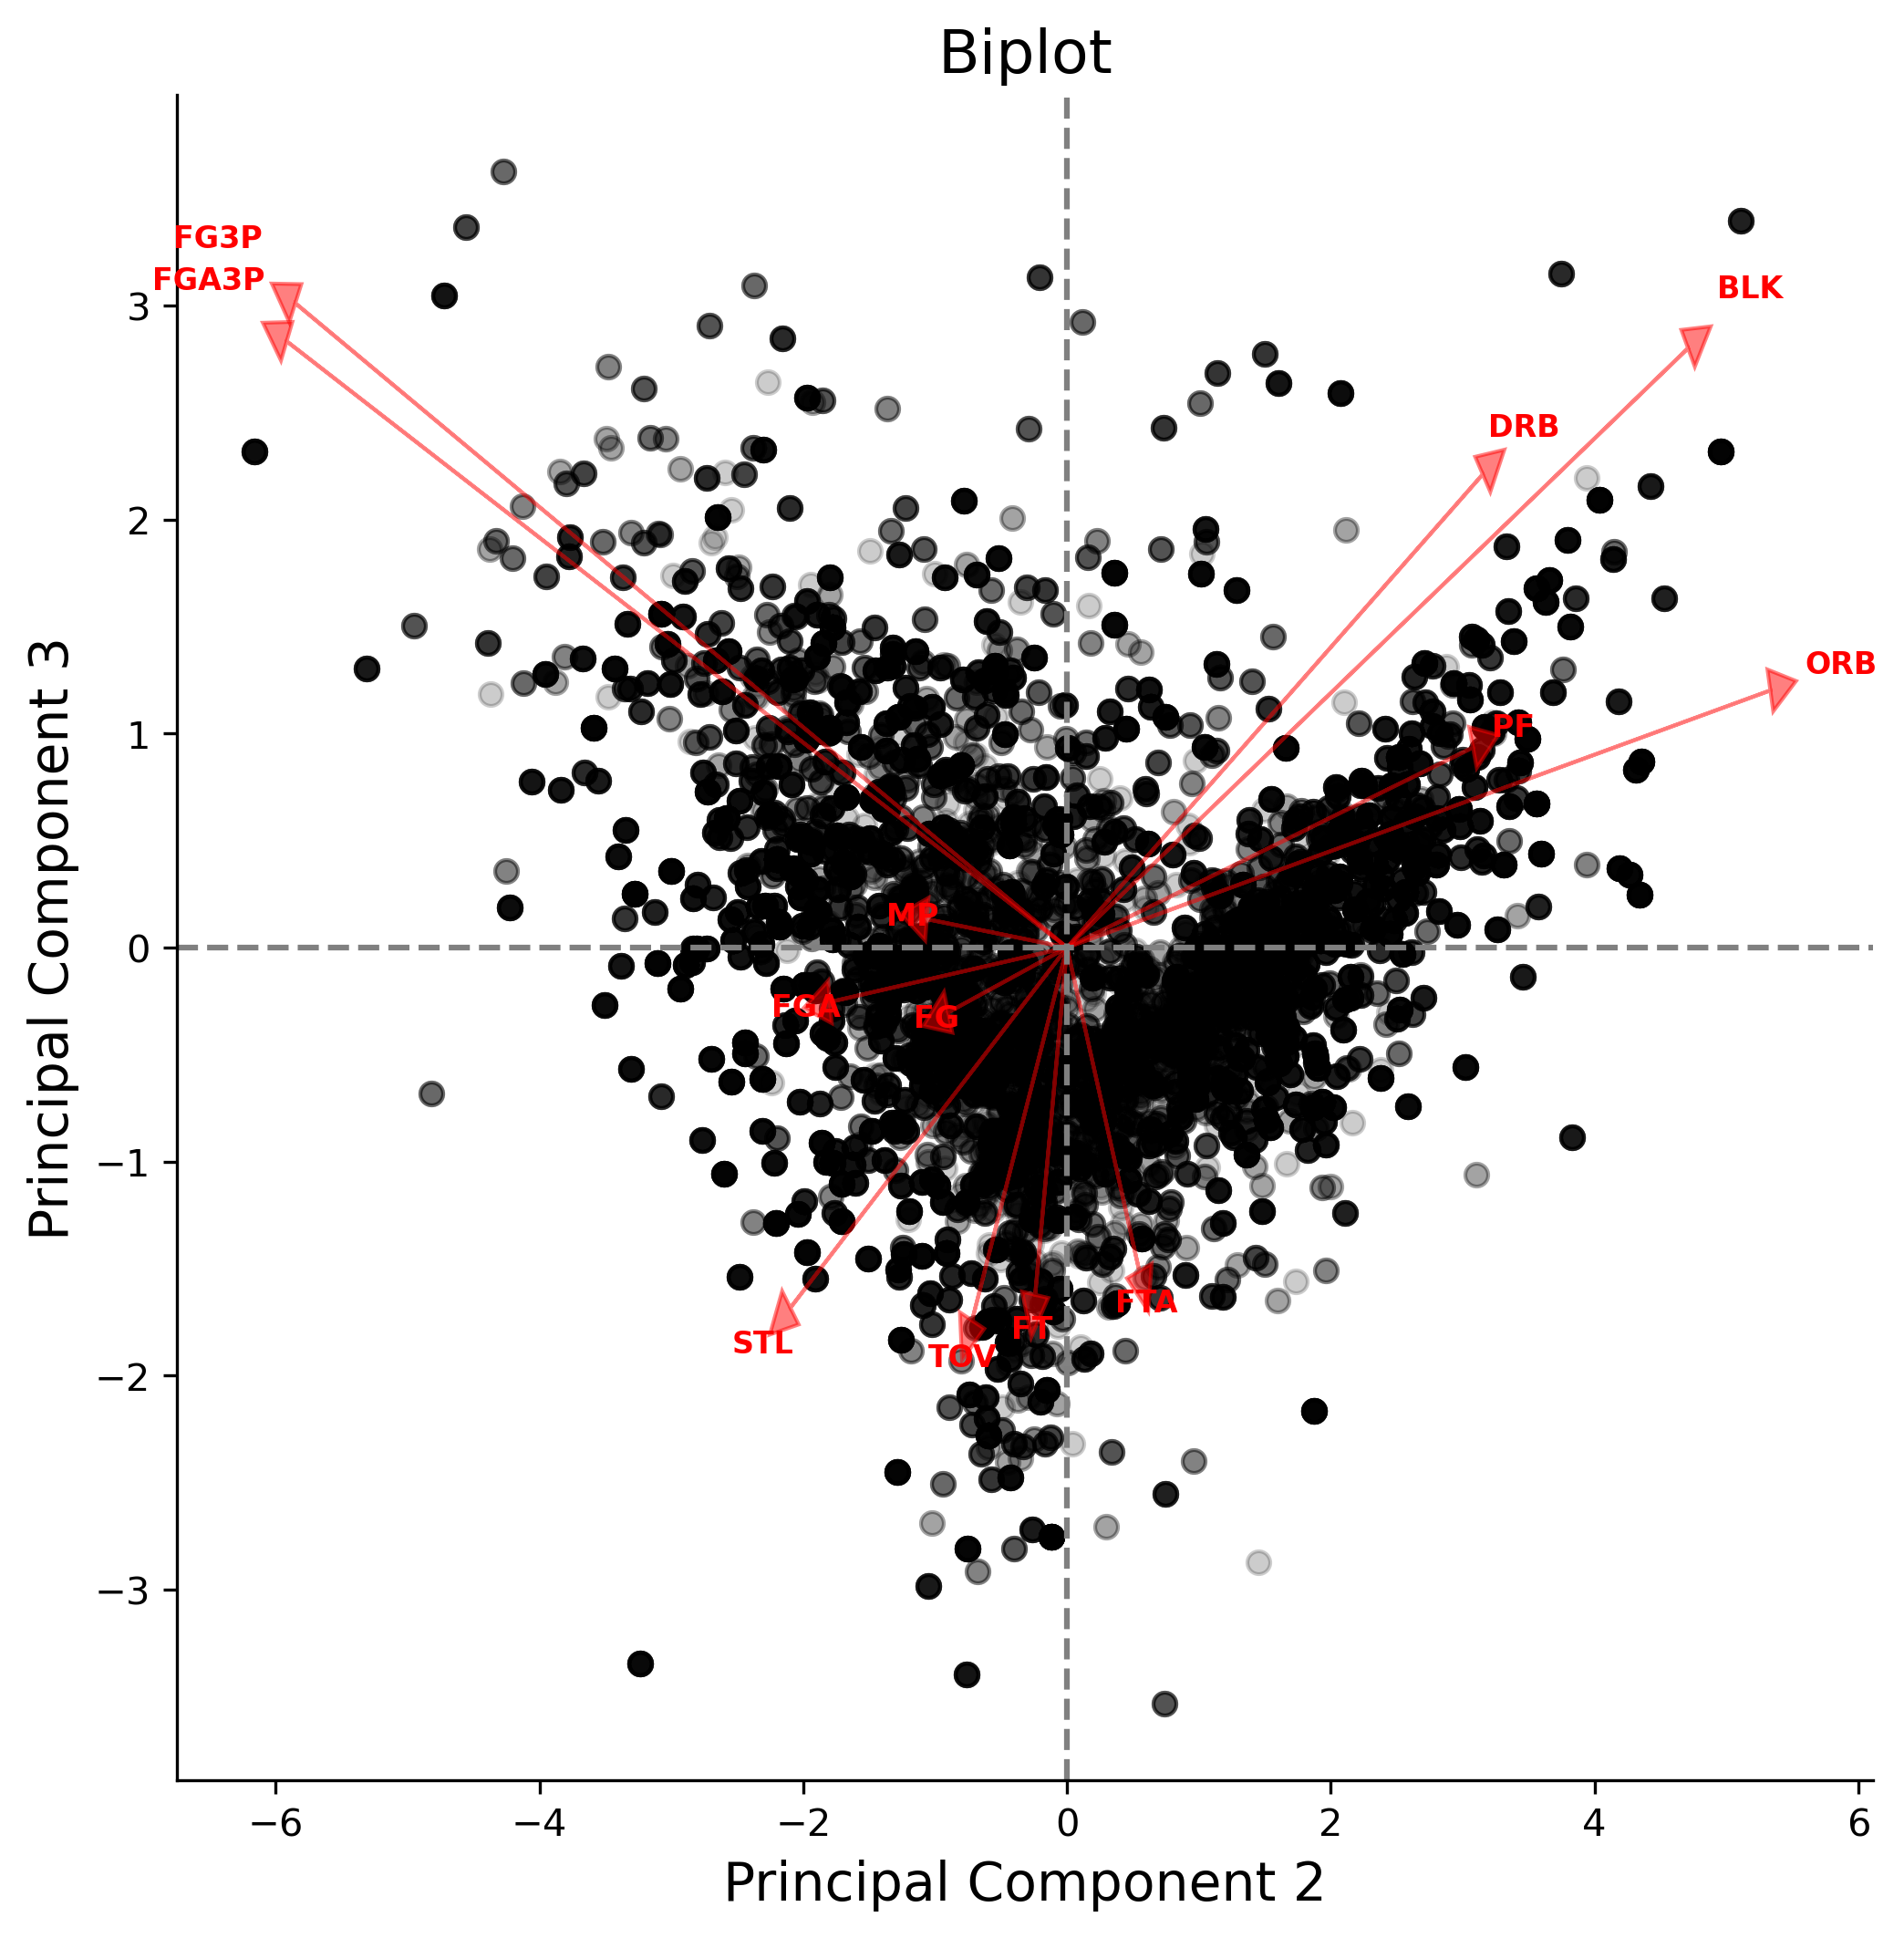 Biplot
FG3P
FGA3P
BLK
DRB
ORB
PF
MP
FGA
FG
STL
TOV
FT
FTA
Principal Component 3
3
2
1
0
−1
−2
−3
−6
−4
−2
0
2
4
6
Principal Component 2